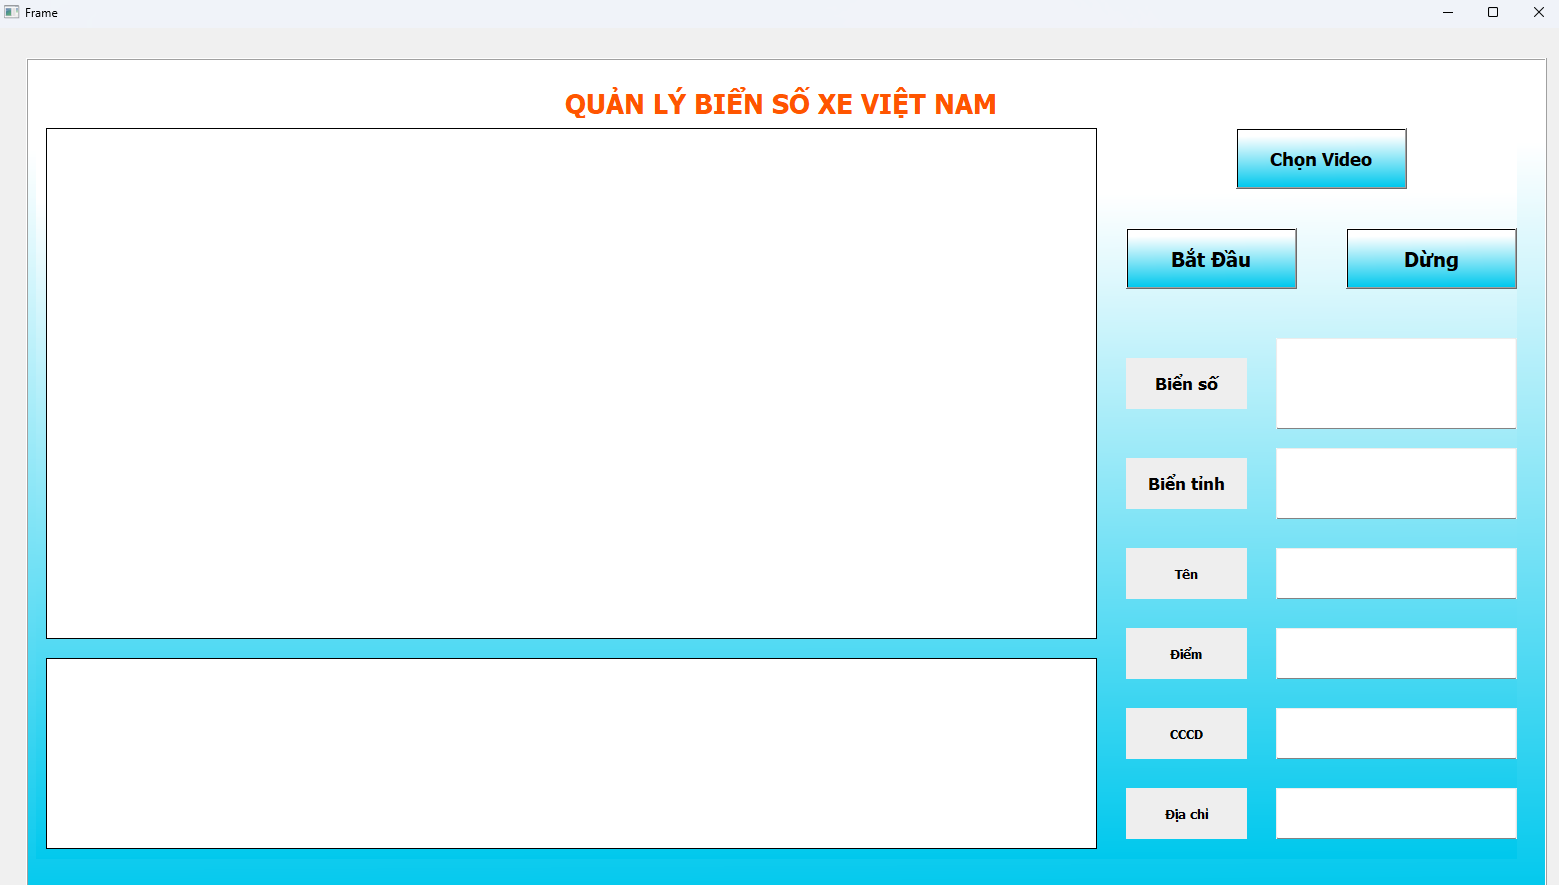 Frame
QUẢN LÝ BIỂN SỐ XE VIỆT NAM
Chọn Video
Bắt Đầu
Dừng
Biển số
Biển tỉnh
Tên
Điểm
CCCD
Địa chỉ